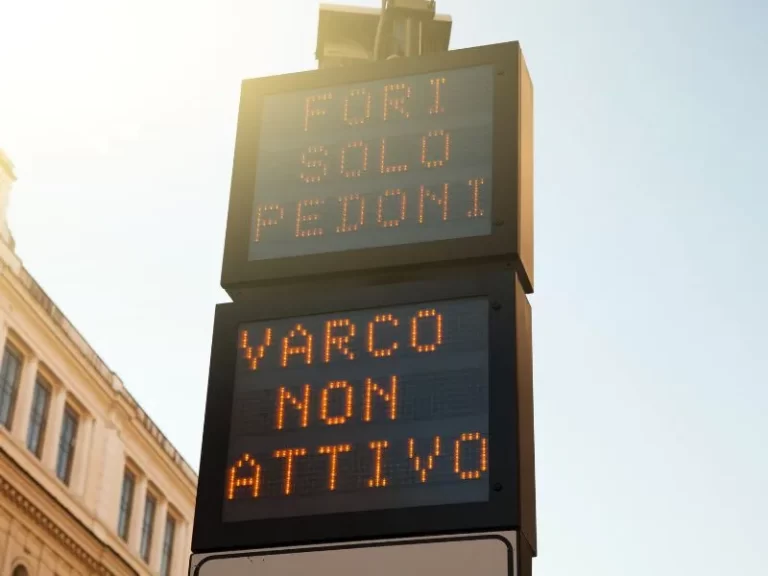 FORI
SOLO
PEDONI
VARCO
NON
ATTIVO